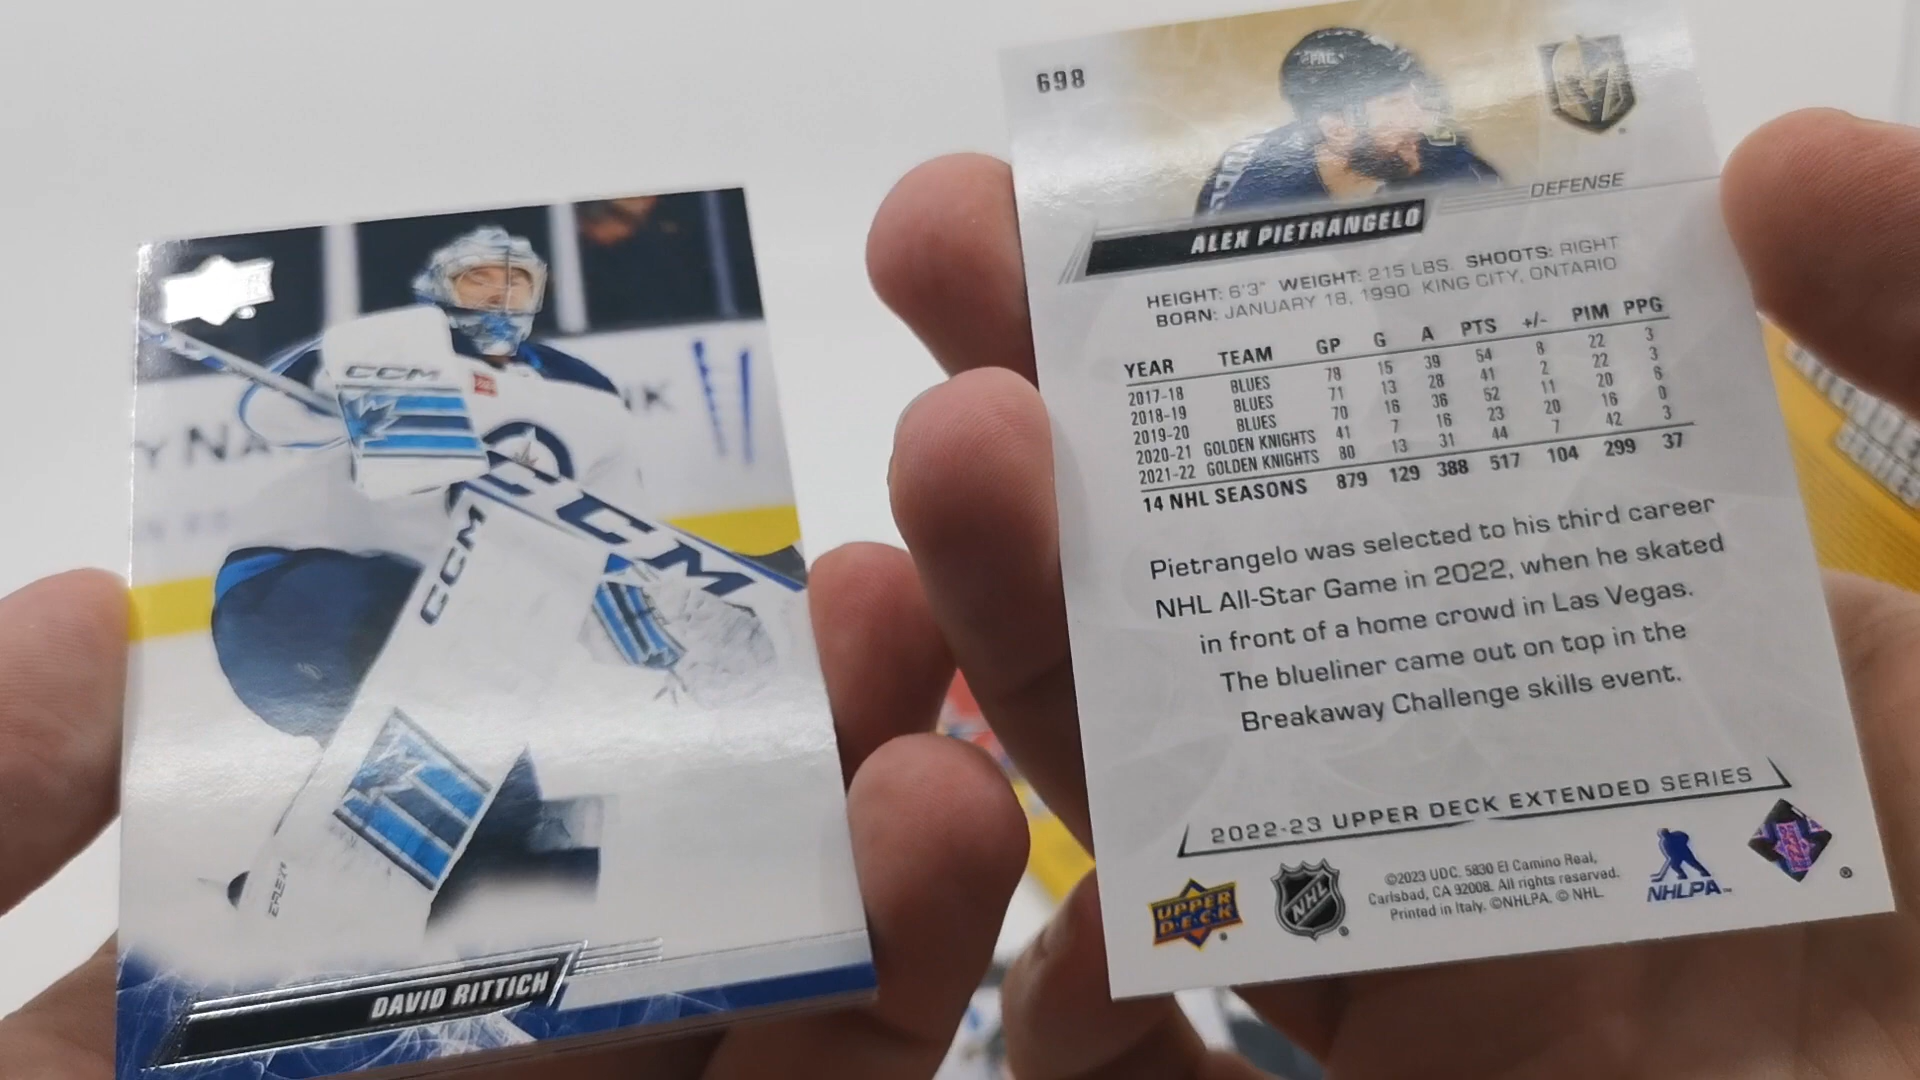 CCM
CCM
CCM
EFLEX
DAVID RITTICH
698
PAC
DEFENSE
ALEX PIETRANGELO
HEIGHT: 6'3" WEIGHT: 215 LBS. SHOOTS: RIGHT
BORN: JANUARY 18, 1990 KING CITY, ONTARIO
YEAR TEAM GP G A PTS +/- PIM PPG
2017-18 BLUES 78 15 39 54 8 22 3
2018-19 BLUES 71 13 28 41 2 22 3
2019-20 BLUES 70 16 36 52 11 20 6
2020-21 GOLDEN KNIGHTS 41 7 16 23 20 16 0
2021-22 GOLDEN KNIGHTS 80 13 31 44 7 42 3
14 NHL SEASONS 879 129 388 517 104 299 37
Pietrangelo was selected to his third career
NHL All-Star Game in 2022, when he skated
in front of a home crowd in Las Vegas.
The blueliner came out on top in the
Breakaway Challenge skills event.
2022-23 UPPER DECK EXTENDED SERIES
UPPER
DECK
NHL
©2023 UDC. 5830 El Camino Real,
Carlsbad, CA 92008. All rights reserved.
Printed in Italy. ©NHLPA. © NHL.
NHLPA™
EXTENDED
SERIES